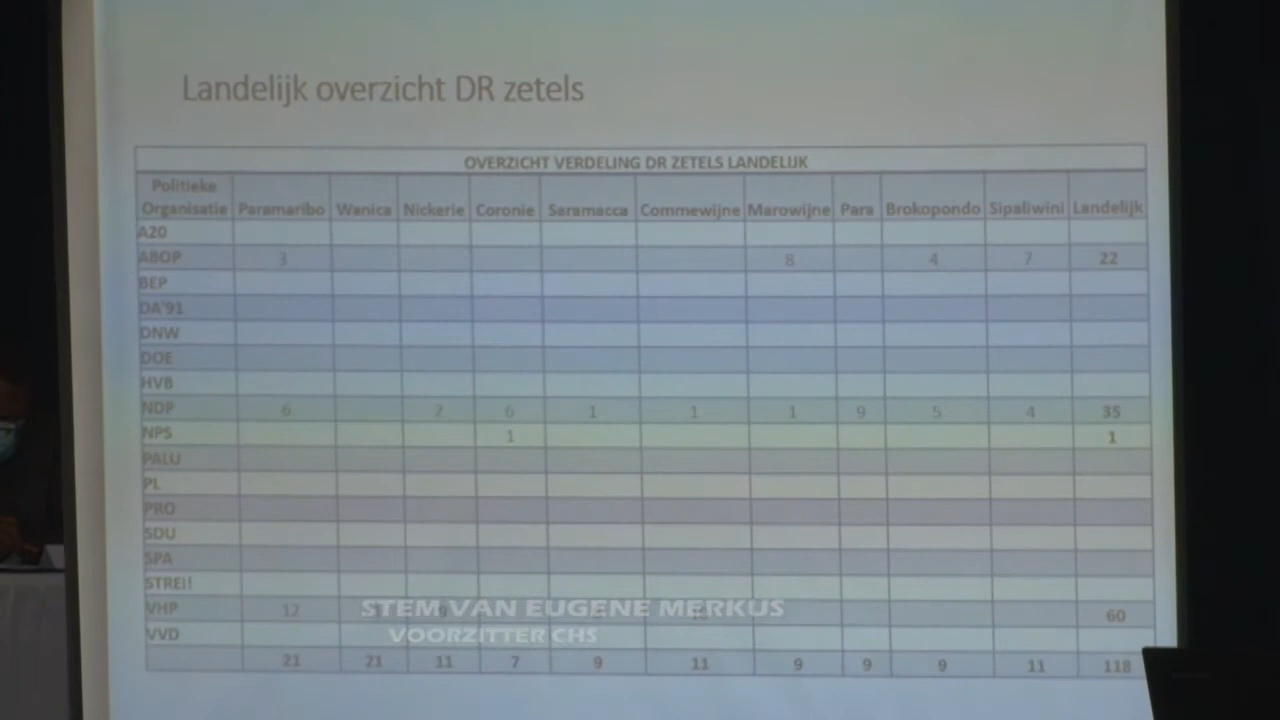 Landelijk overzicht DR zetels
OVERZICHT VERDELING DR ZETELS LANDELIJK
Politieke
Organisatie Paramaribo Wanica Nickerie Coronie Saramacca Commewijne Marowijne Para Brokopondo Sipaliwini Landelijk
A20
ABOP 3 8 4 7 22
BEP
DA'91
DNW
DOE
HVB
NDP 6 2 6 1 1 1 9 5 4 35
NPS 1 1
PALU
PL
PRO
SDU
SPA
STREI!
VHP 12 60
STEM VAN EUGENE MERKUS
VVD
VOORZITTER CHS
21 21 11 7 9 11 9 9 9 11 118